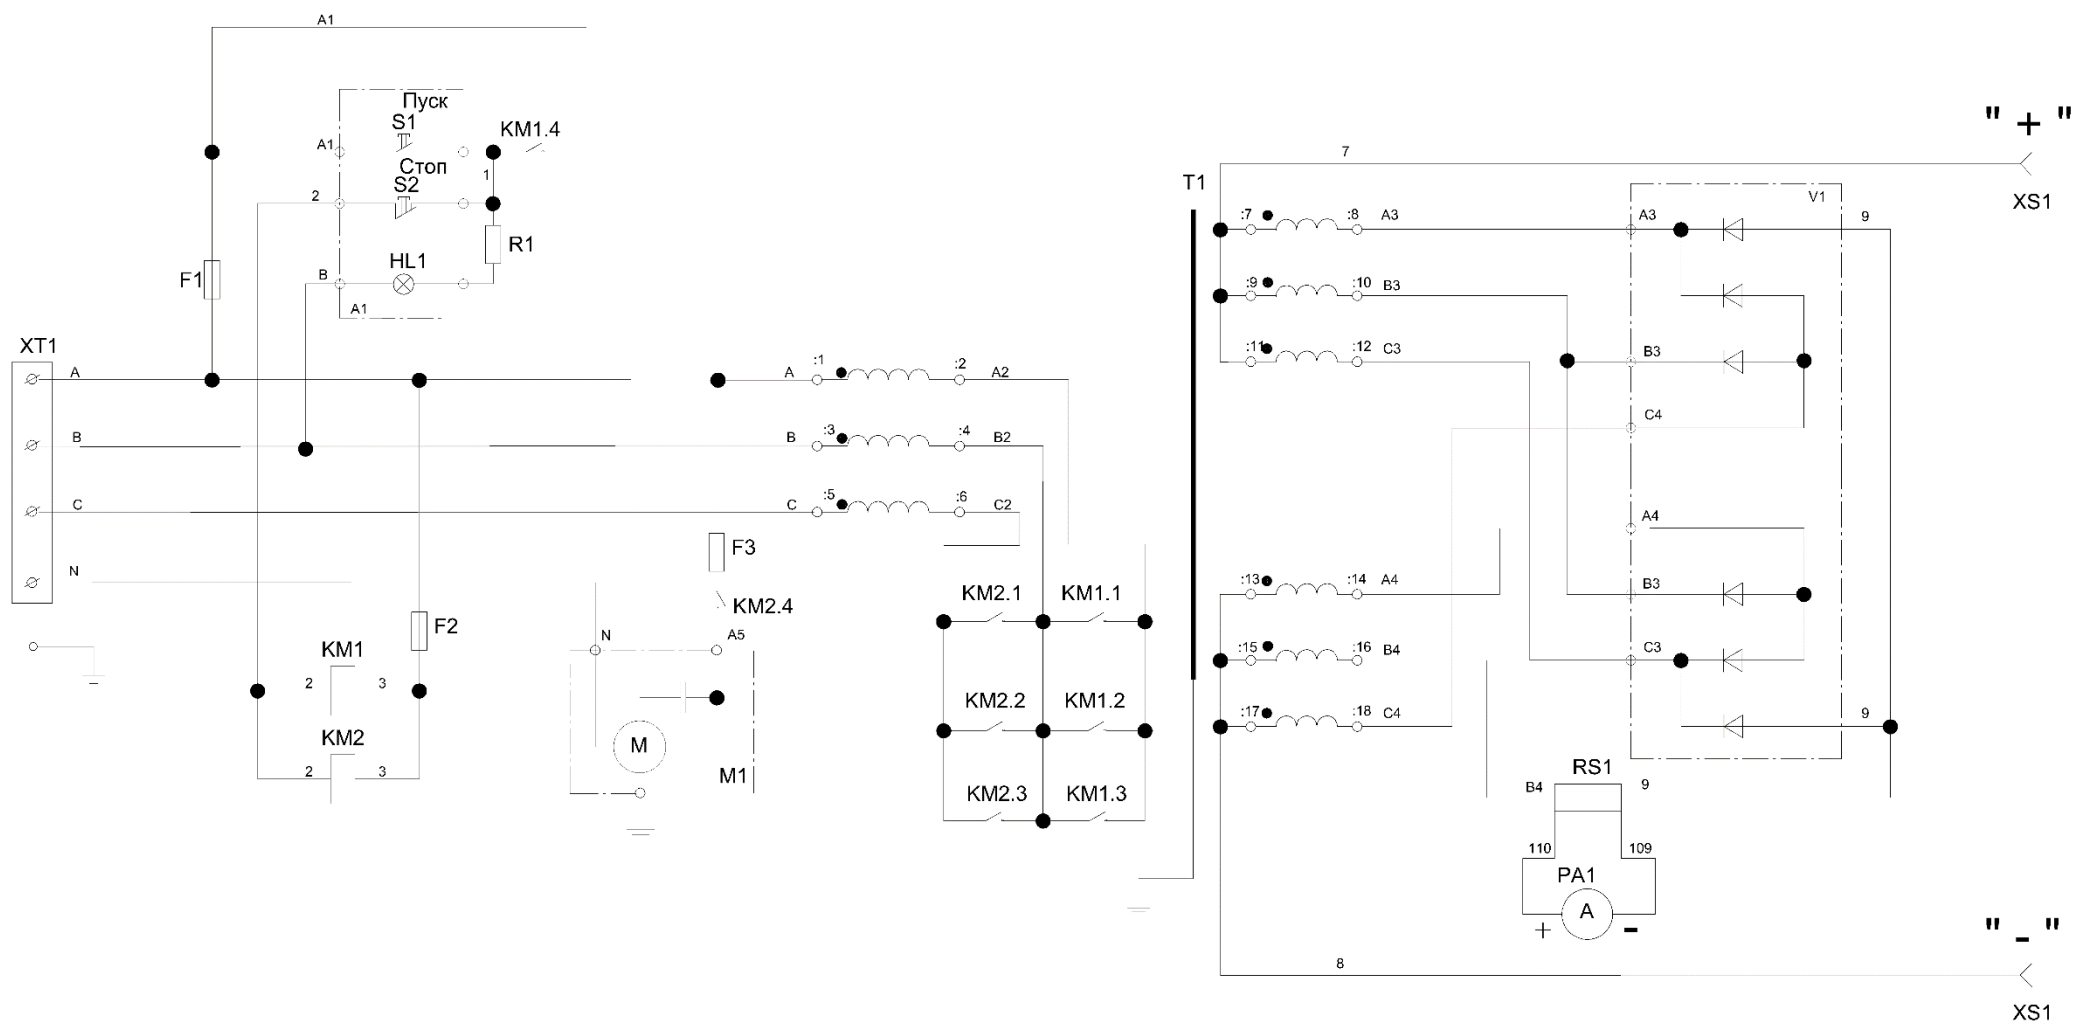 A1
Пуск
S1
KM1.4
A1
Стоп
1
2
S2
R1
HL1
B
F1
A1
XT1
A
B
C
N
F2
KM1
2
3
KM2
2
3
A
:1
:2
A2
B
:3
:4
B2
C
:5
:6
C2
F3
KM2.4
N
A5
M
M1
KM2.1
KM1.1
KM2.2
KM1.2
KM2.3
KM1.3
T1
7
" + "
XS1
:7
:8
A3
A3
V1
9
:9
:10
B3
:11
:12
C3
B3
C4
A4
:13
:14
A4
B3
:15
:16
B4
C3
:17
:18
C4
9
RS1
B4
9
110
109
PA1
A
+
-
8
" - "
XS1